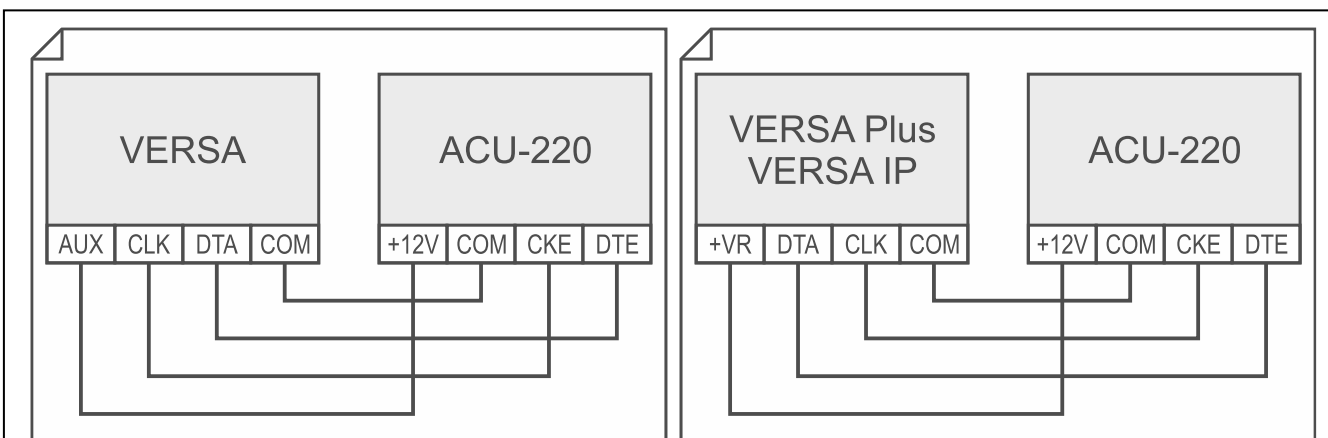 VERSA
ACU-220
AUX CLK DTA COM
+12V COM CKE DTE
VERSA Plus
VERSA IP
ACU-220
+VR DTA CLK COM
+12V COM CKE DTE